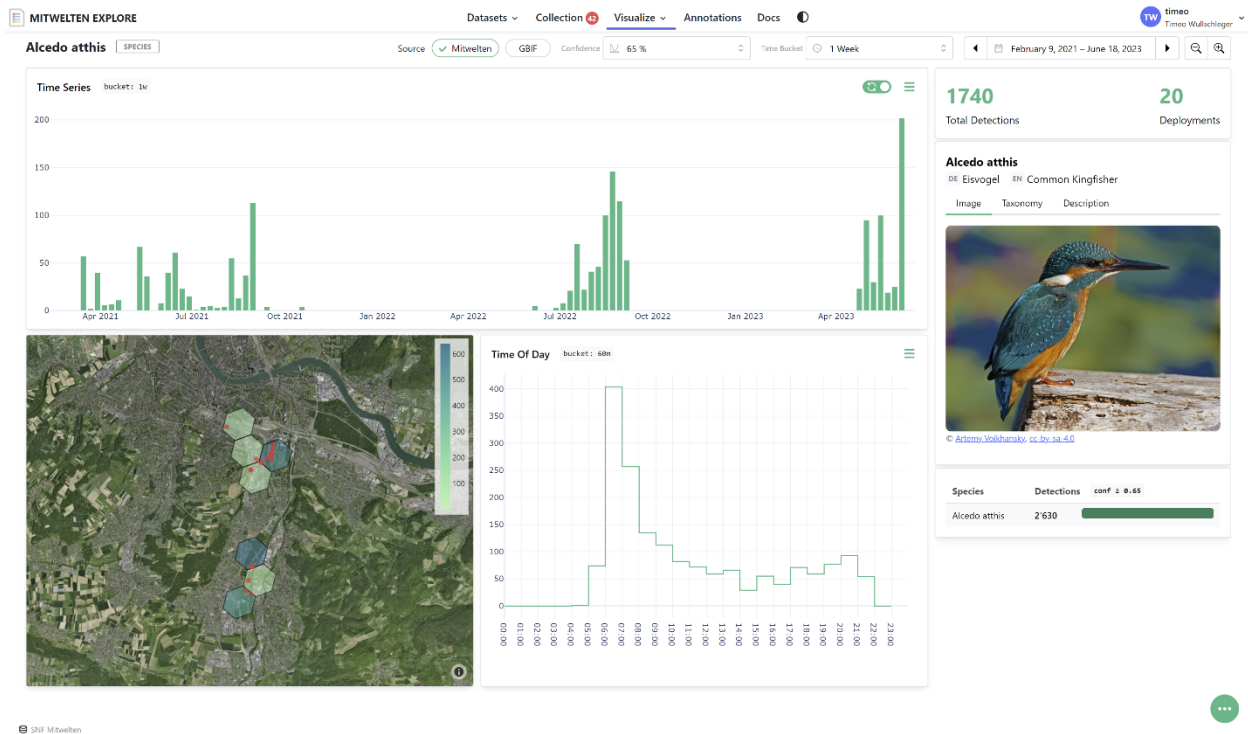 MITWELTEN EXPLORE Datasets Collection 42 Visualize Annotations Docs TW timeo
Timeo Wullschleger
Alcedo atthis SPECIES Source Mitwelten GBIF Confidence 65 % Time Bucket 1 Week February 9, 2021 – June 18, 2023
Time Series bucket: 1w
200
150
100
50
0
Apr 2021 Jul 2021 Oct 2021 Jan 2022 Apr 2022 Jul 2022 Oct 2022 Jan 2023 Apr 2023
1740 20
Total Detections Deployments
Alcedo atthis
DE Eisvogel EN Common Kingfisher
Image Taxonomy Description
© Artemy Voikhansky, cc-by-sa-4.0
600
500
400
300
200
100
Time Of Day bucket: 60m
400
350
300
250
200
150
100
50
0
00:00 01:00 02:00 03:00 04:00 05:00 06:00 07:00 08:00 09:00 10:00 11:00 12:00 13:00 14:00 15:00 16:00 17:00 18:00 19:00 20:00 21:00 22:00 23:00
Species Detections conf ≥ 0.65
Alcedo atthis 2'630
SNF Mitwelten